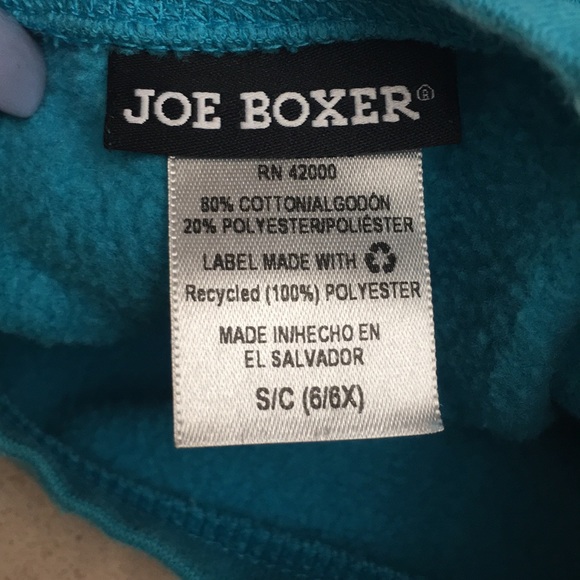 JOE BOXER®
RN 42000
80% COTTON/ALGODÓN
20% POLYESTER/POLIÉSTER
LABEL MADE WITH ♻
Recycled (100%) POLYESTER
MADE IN/HECHO EN
EL SALVADOR
S/C (6/6X)